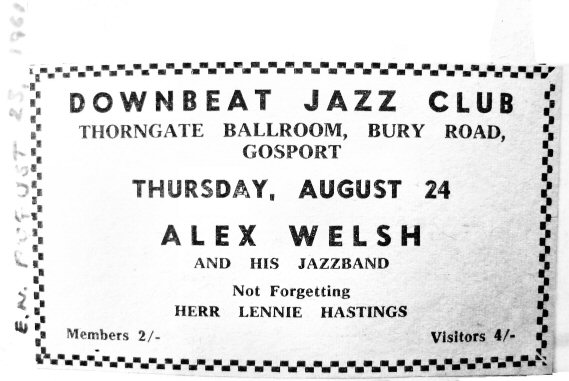 DOWNBEAT JAZZ CLUB
THORNGATE BALLROOM, BURY ROAD,
GOSPORT
THURSDAY, AUGUST 24
ALEX WELSH
AND HIS JAZZBAND
Not Forgetting
HERR LENNIE HASTINGS
Members 2/- Visitors 4/-
E.N. AUGUST 23, 1961